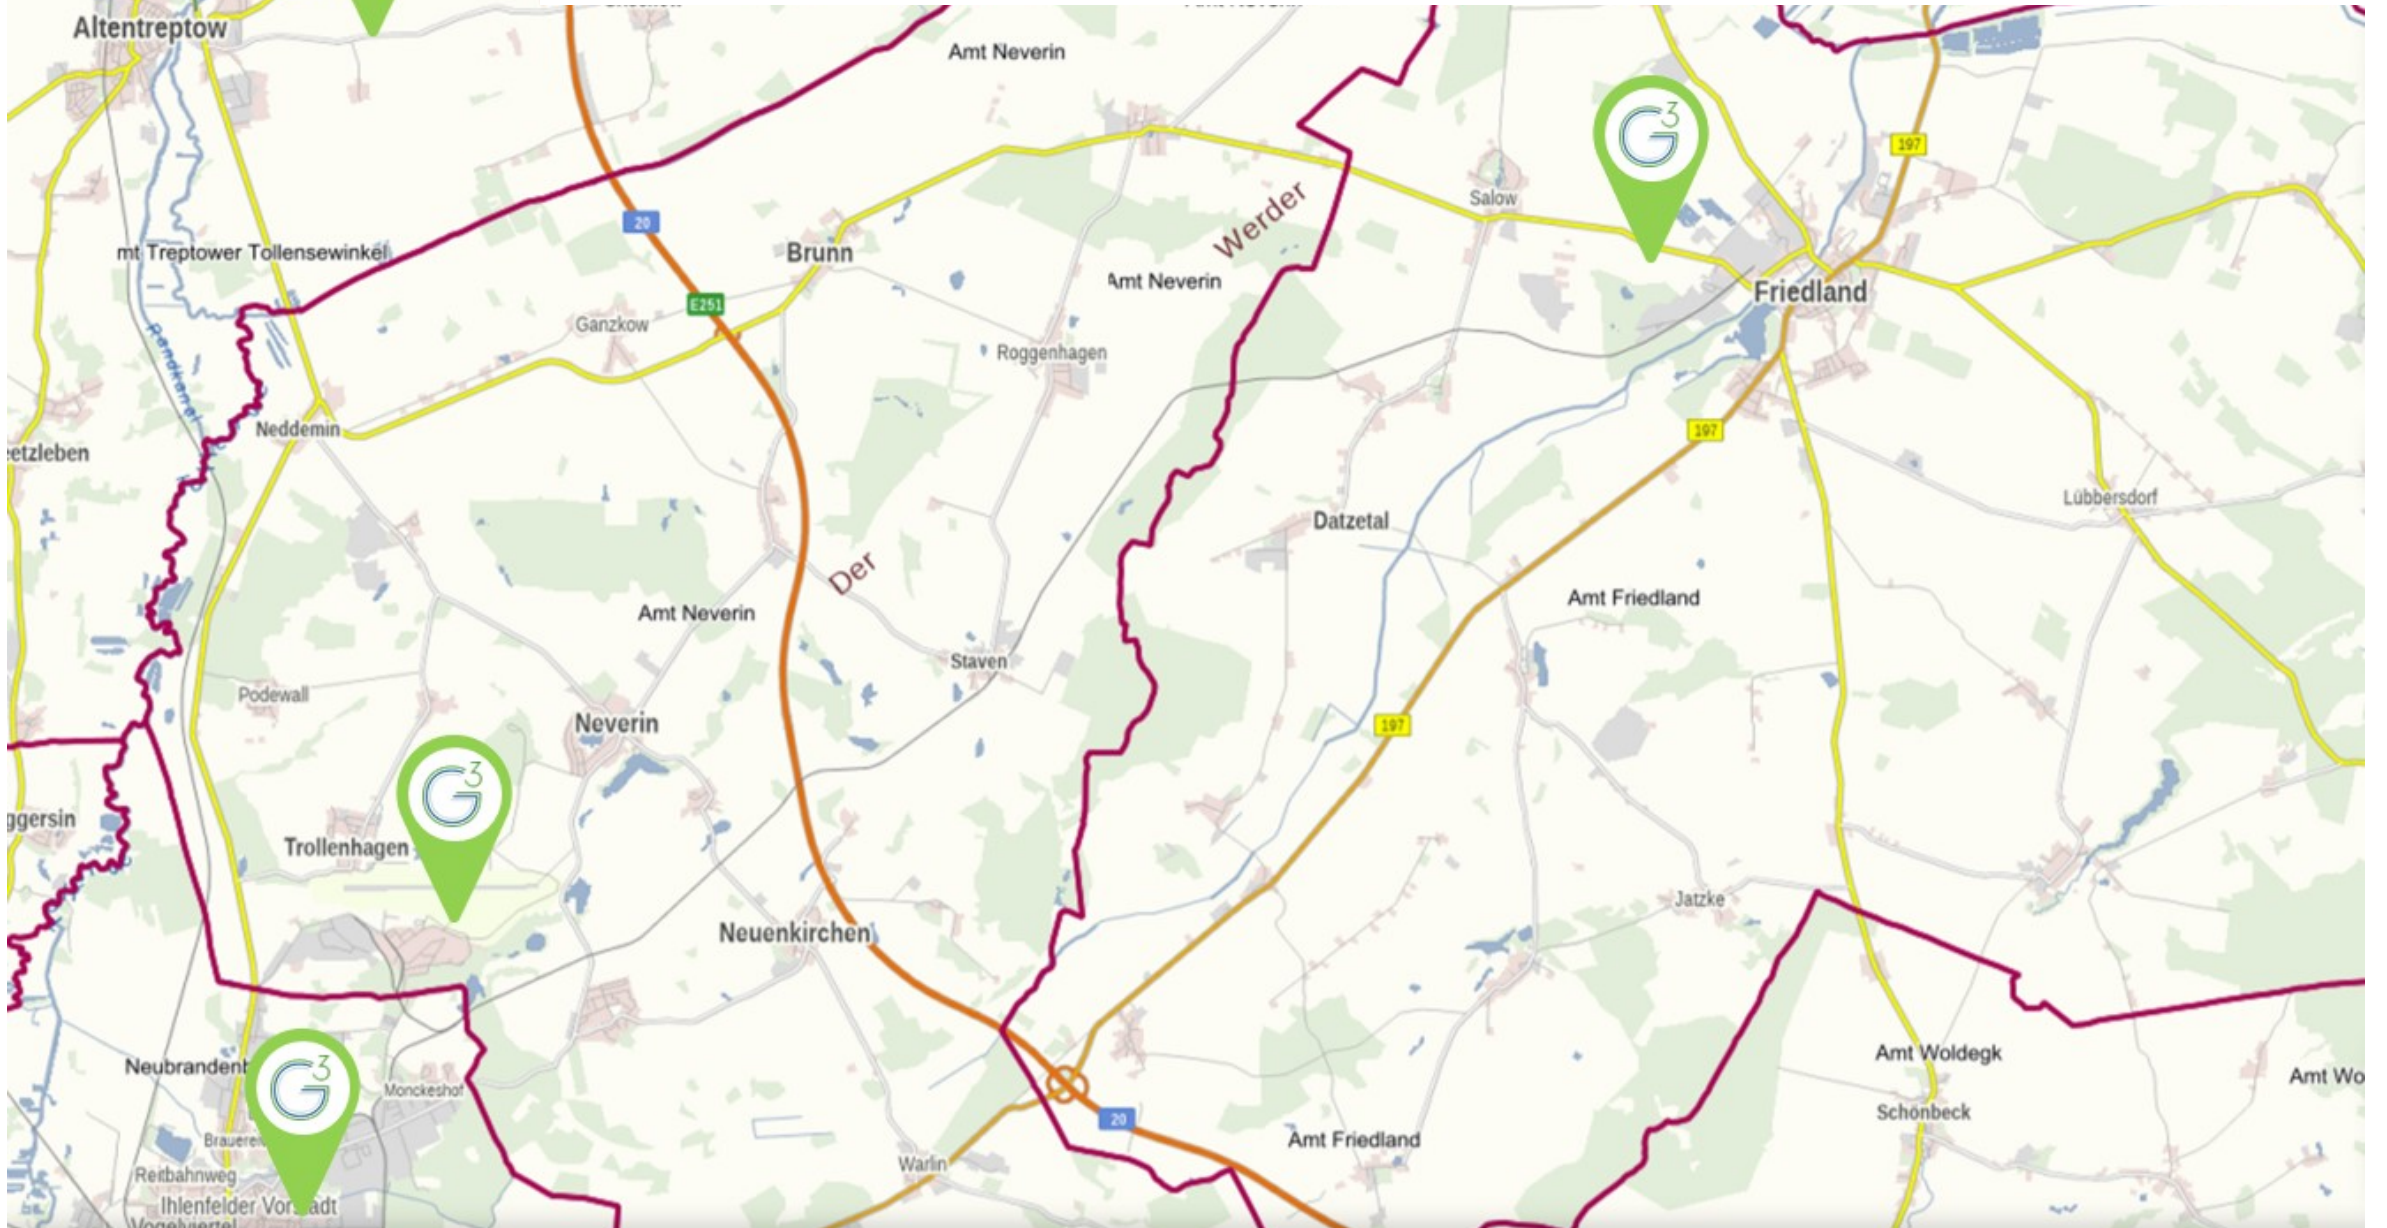 Altentreptow
Amt Neverin
G3
197
Salow
20
Werder
mt Treptower Tollensewinkel
Brunn
Amt Neverin
Friedland
E251
Ganzkow
Roggenhagen
Randkanal
Neddemin
197
etzleben
Lübbersdorf
Datzetal
Der
Amt Neverin
Amt Friedland
Staven
Podewall
Neverin
197
G3
ggersin
Trollenhagen
Jatzke
Neuenkirchen
Neubrandenb
G3
Monckeshof
Amt Woldegk
Amt Wo
Schönbeck
20
Brauerei
Amt Friedland
Reitbahnweg
Warlin
Ihlenfelder Vorstadt
Vogelviertel